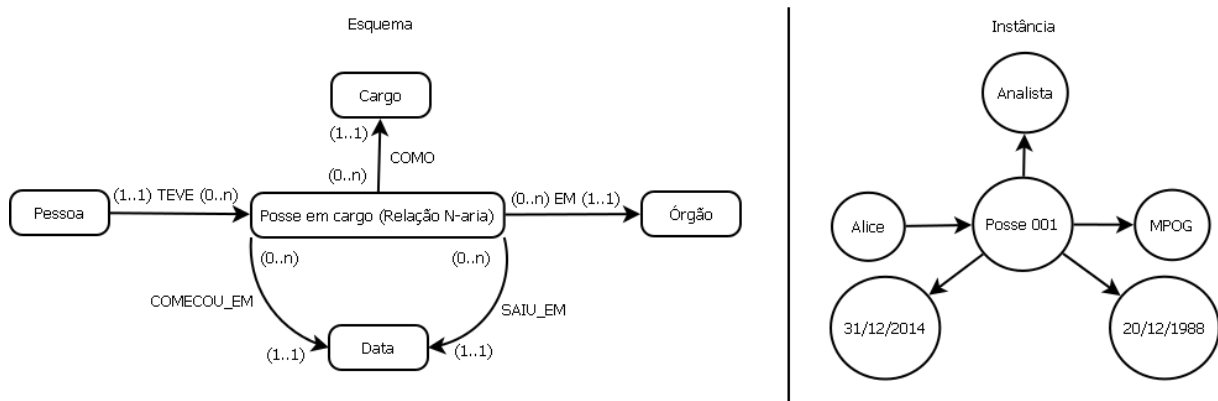 Esquema
Cargo
(1..1)
COMO
(0..n)
(1..1) TEVE (0..n)
(0..n) EM (1..1)
Pessoa
Posse em cargo (Relação N-aria)
Órgão
(0..n)
(0..n)
COMECOU_EM
SAIU_EM
(1..1)
Data
(1..1)
Instância
Analista
Alice
Posse 001
MPOG
31/12/2014
20/12/1988